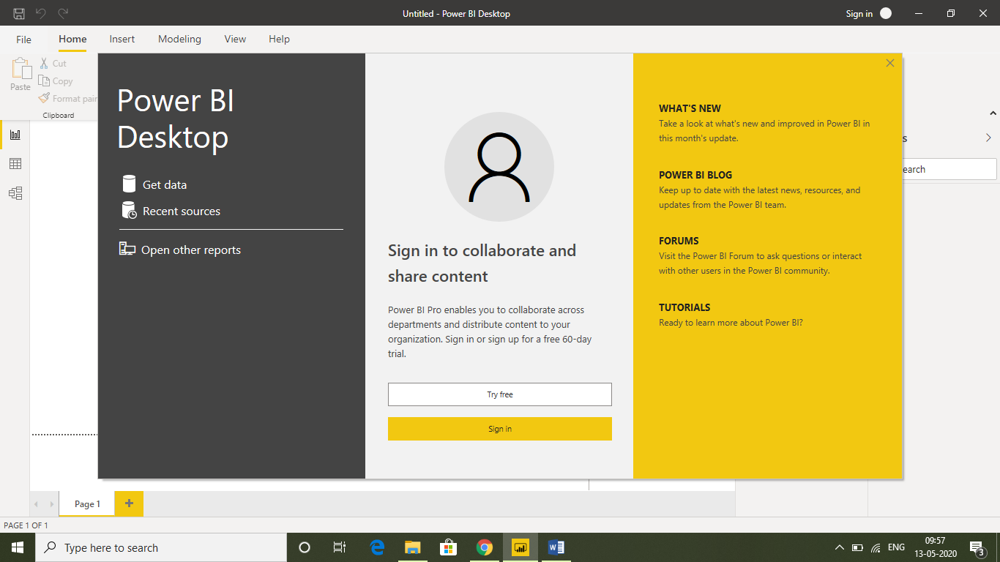 Untitled - Power BI Desktop
Sign in
File
Home
Insert
Modeling
View
Help
Paste
Cut
Copy
Format pain
Clipboard
Power BI
Desktop
Get data
Recent sources
Open other reports
Sign in to collaborate and
share content
Power BI Pro enables you to collaborate across
departments and distribute content to your
organization. Sign in or sign up for a free 60-day
trial.
Try free
Sign in
WHAT'S NEW
Take a look at what's new and improved in Power BI in
this month's update.
POWER BI BLOG
Keep up to date with the latest news, resources, and
updates from the Power BI team.
FORUMS
Visit the Power BI Forum to ask questions or interact
with other users in the Power BI community.
TUTORIALS
Ready to learn more about Power BI?
s
earch
Page 1
PAGE 1 OF 1
Type here to search
ENG
09:57
13-05-2020
3